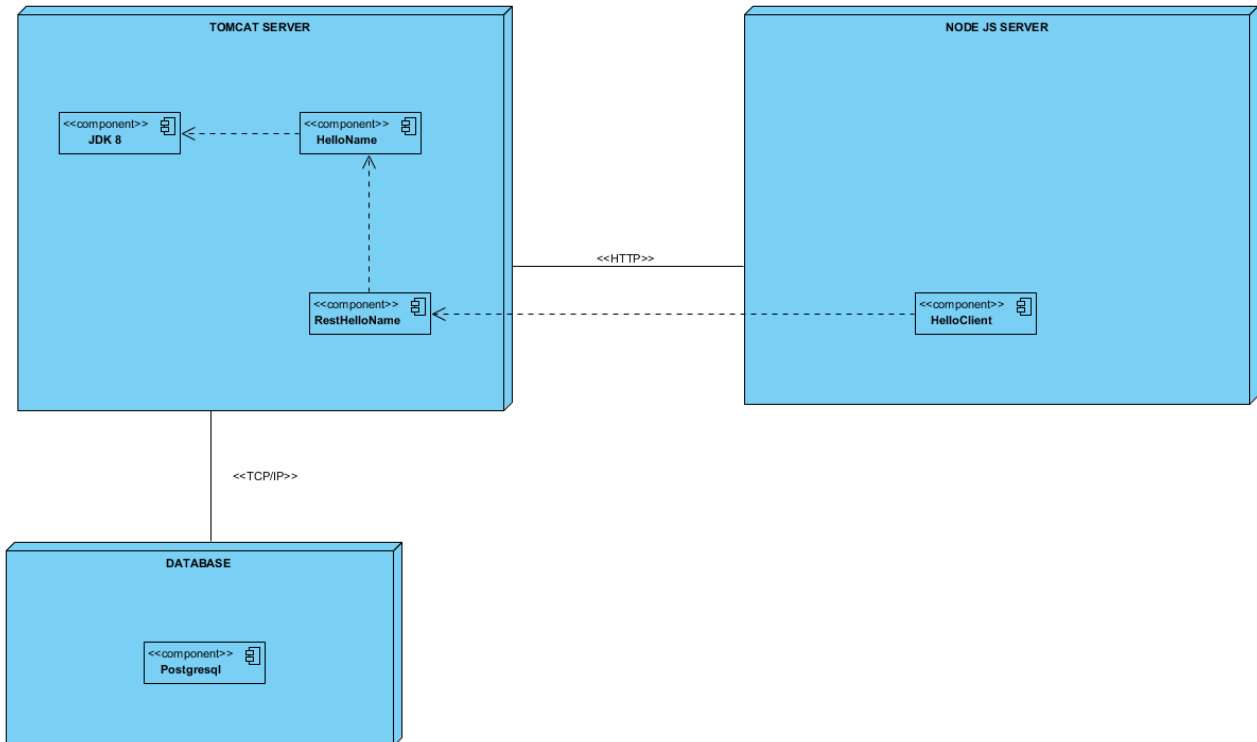 TOMCAT SERVER
<<component>>
JDK 8
<<component>>
HelloName
<<component>>
RestHelloName
<<HTTP>>
NODE JS SERVER
<<component>>
HelloClient
<<TCP/IP>>
DATABASE
<<component>>
Postgresql